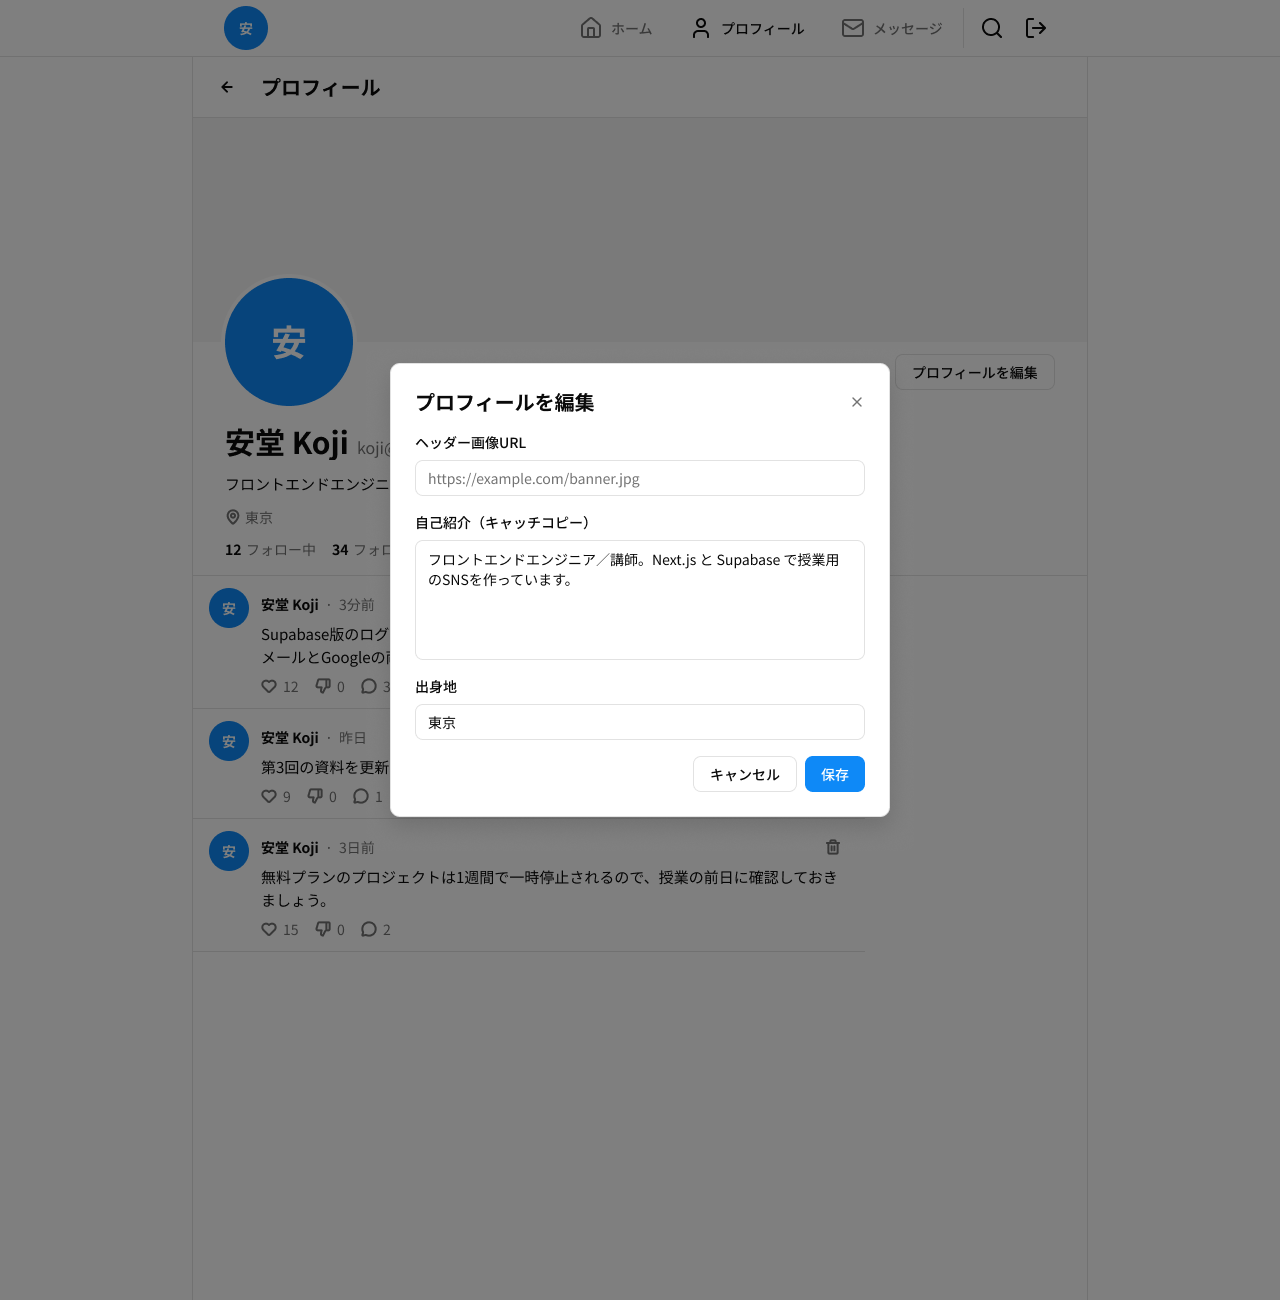 安
ホーム
プロフィール
メッセージ
プロフィール
安
プロフィールを編集
安堂 Koji koji@
フロントエンドエンジニ
東京
12 フォロー中 34 フォロ
プロフィールを編集
ヘッダー画像URL
https://example.com/banner.jpg
自己紹介（キャッチコピー）
フロントエンドエンジニア／講師。Next.js と Supabase で授業用
のSNSを作っています。
出身地
東京
キャンセル
保存
安
安堂 Koji · 3分前
Supabase版のログ
メールとGoogleの
12 0 3
安
安堂 Koji · 昨日
第3回の資料を更新
9 0 1
安
安堂 Koji · 3日前
無料プランのプロジェクトは1週間で一時停止されるので、授業の前日に確認しておき
ましょう。
15 0 2